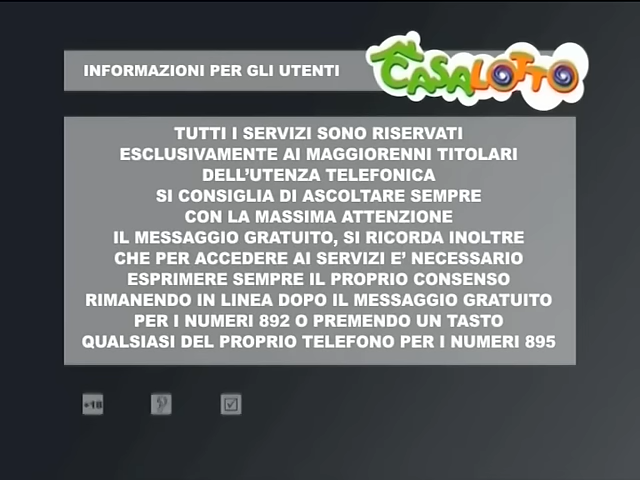 INFORMAZIONI PER GLI UTENTI
CASALOTTO
TUTTI I SERVIZI SONO RISERVATI
ESCLUSIVAMENTE AI MAGGIORENNI TITOLARI
DELL'UTENZA TELEFONICA
SI CONSIGLIA DI ASCOLTARE SEMPRE
CON LA MASSIMA ATTENZIONE
IL MESSAGGIO GRATUITO, SI RICORDA INOLTRE
CHE PER ACCEDERE AI SERVIZI E' NECESSARIO
ESPRIMERE SEMPRE IL PROPRIO CONSENSO
RIMANENDO IN LINEA DOPO IL MESSAGGIO GRATUITO
PER I NUMERI 892 O PREMENDO UN TASTO
QUALSIASI DEL PROPRIO TELEFONO PER I NUMERI 895
+18